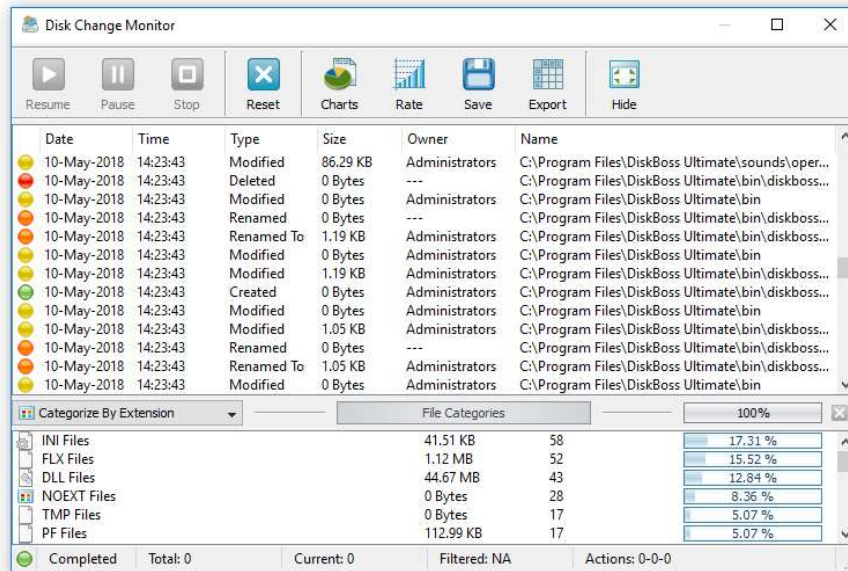 Disk Change Monitor
Resume Pause Stop Reset Charts Rate Save Export Hide
Date Time Type Size Owner Name
10-May-2018 14:23:43 Modified 86.29 KB Administrators C:\Program Files\DiskBoss Ultimate\sounds\oper...
10-May-2018 14:23:43 Deleted 0 Bytes --- C:\Program Files\DiskBoss Ultimate\bin\diskboss...
10-May-2018 14:23:43 Modified 0 Bytes Administrators C:\Program Files\DiskBoss Ultimate\bin
10-May-2018 14:23:43 Renamed 0 Bytes --- C:\Program Files\DiskBoss Ultimate\bin\diskboss...
10-May-2018 14:23:43 Renamed To 1.19 KB Administrators C:\Program Files\DiskBoss Ultimate\bin\diskboss...
10-May-2018 14:23:43 Modified 0 Bytes Administrators C:\Program Files\DiskBoss Ultimate\bin
10-May-2018 14:23:43 Modified 1.19 KB Administrators C:\Program Files\DiskBoss Ultimate\bin\diskboss...
10-May-2018 14:23:43 Created 0 Bytes Administrators C:\Program Files\DiskBoss Ultimate\bin\diskboss...
10-May-2018 14:23:43 Modified 0 Bytes Administrators C:\Program Files\DiskBoss Ultimate\bin
10-May-2018 14:23:43 Modified 1.05 KB Administrators C:\Program Files\DiskBoss Ultimate\bin\diskboss...
10-May-2018 14:23:43 Renamed 0 Bytes --- C:\Program Files\DiskBoss Ultimate\bin\diskboss...
10-May-2018 14:23:43 Renamed To 1.05 KB Administrators C:\Program Files\DiskBoss Ultimate\bin\diskboss...
10-May-2018 14:23:43 Modified 0 Bytes Administrators C:\Program Files\DiskBoss Ultimate\bin
Categorize By Extension File Categories 100%
INI Files 41.51 KB 58 17.31 %
FLX Files 1.12 MB 52 15.52 %
DLL Files 44.67 MB 43 12.84 %
NOEXT Files 0 Bytes 28 8.36 %
TMP Files 0 Bytes 17 5.07 %
PF Files 112.99 KB 17 5.07 %
Completed Total: 0 Current: 0 Filtered: NA Actions: 0-0-0